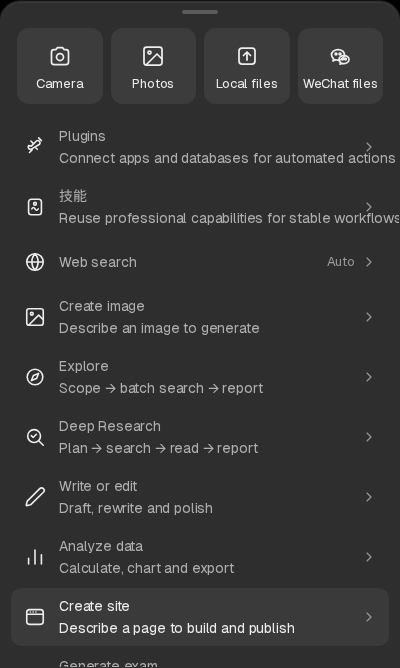 Camera Photos Local files WeChat files
Plugins
Connect apps and databases for automated actions
技能
Reuse professional capabilities for stable workflows
Web search Auto
Create image
Describe an image to generate
Explore
Scope → batch search → report
Deep Research
Plan → search → read → report
Write or edit
Draft, rewrite and polish
Analyze data
Calculate, chart and export
Create site
Describe a page to build and publish
Generate exam